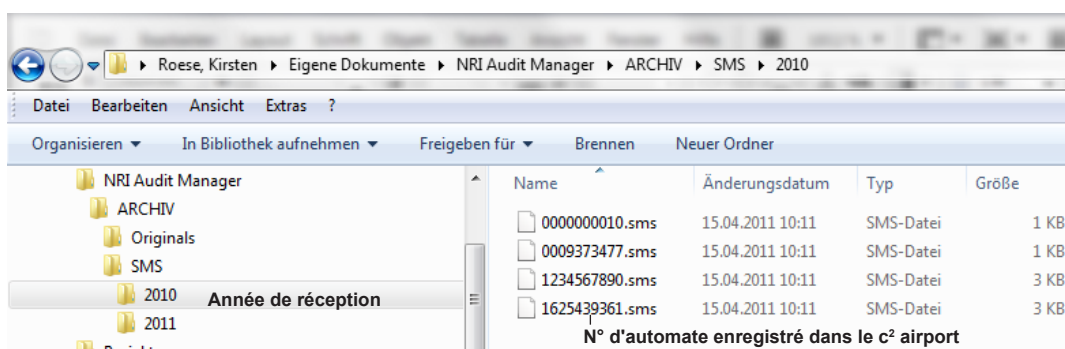 Roese, Kirsten ▸ Eigene Dokumente ▸ NRI Audit Manager ▸ ARCHIV ▸ SMS ▸ 2010
Datei Bearbeiten Ansicht Extras ?
Organisieren In Bibliothek aufnehmen Freigeben für Brennen Neuer Ordner
NRI Audit Manager
ARCHIV
Originals
SMS
2010 Année de réception
2011
Name Änderungsdatum Typ Größe
0000000010.sms 15.04.2011 10:11 SMS-Datei 1 KB
0009373477.sms 15.04.2011 10:11 SMS-Datei 1 KB
1234567890.sms 15.04.2011 10:11 SMS-Datei 3 KB
1625439361.sms 15.04.2011 10:11 SMS-Datei 3 KB
N° d'automate enregistré dans le c² airport